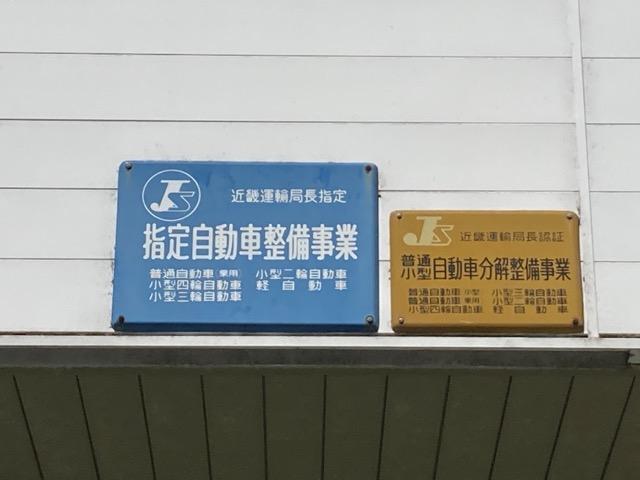 JS
近畿運輸局長指定
指定自動車整備事業
普通自動車(乗用) 小型二輪自動車
小型四輪自動車 軽自動車
小型三輪自動車
JS 近畿運輸局長認証
普通
小型 自動車分解整備事業
普通自動車(小型) 小型三輪自動車
普通自動車(乗用) 小型二輪自動車
小型四輪自動車 軽自動車